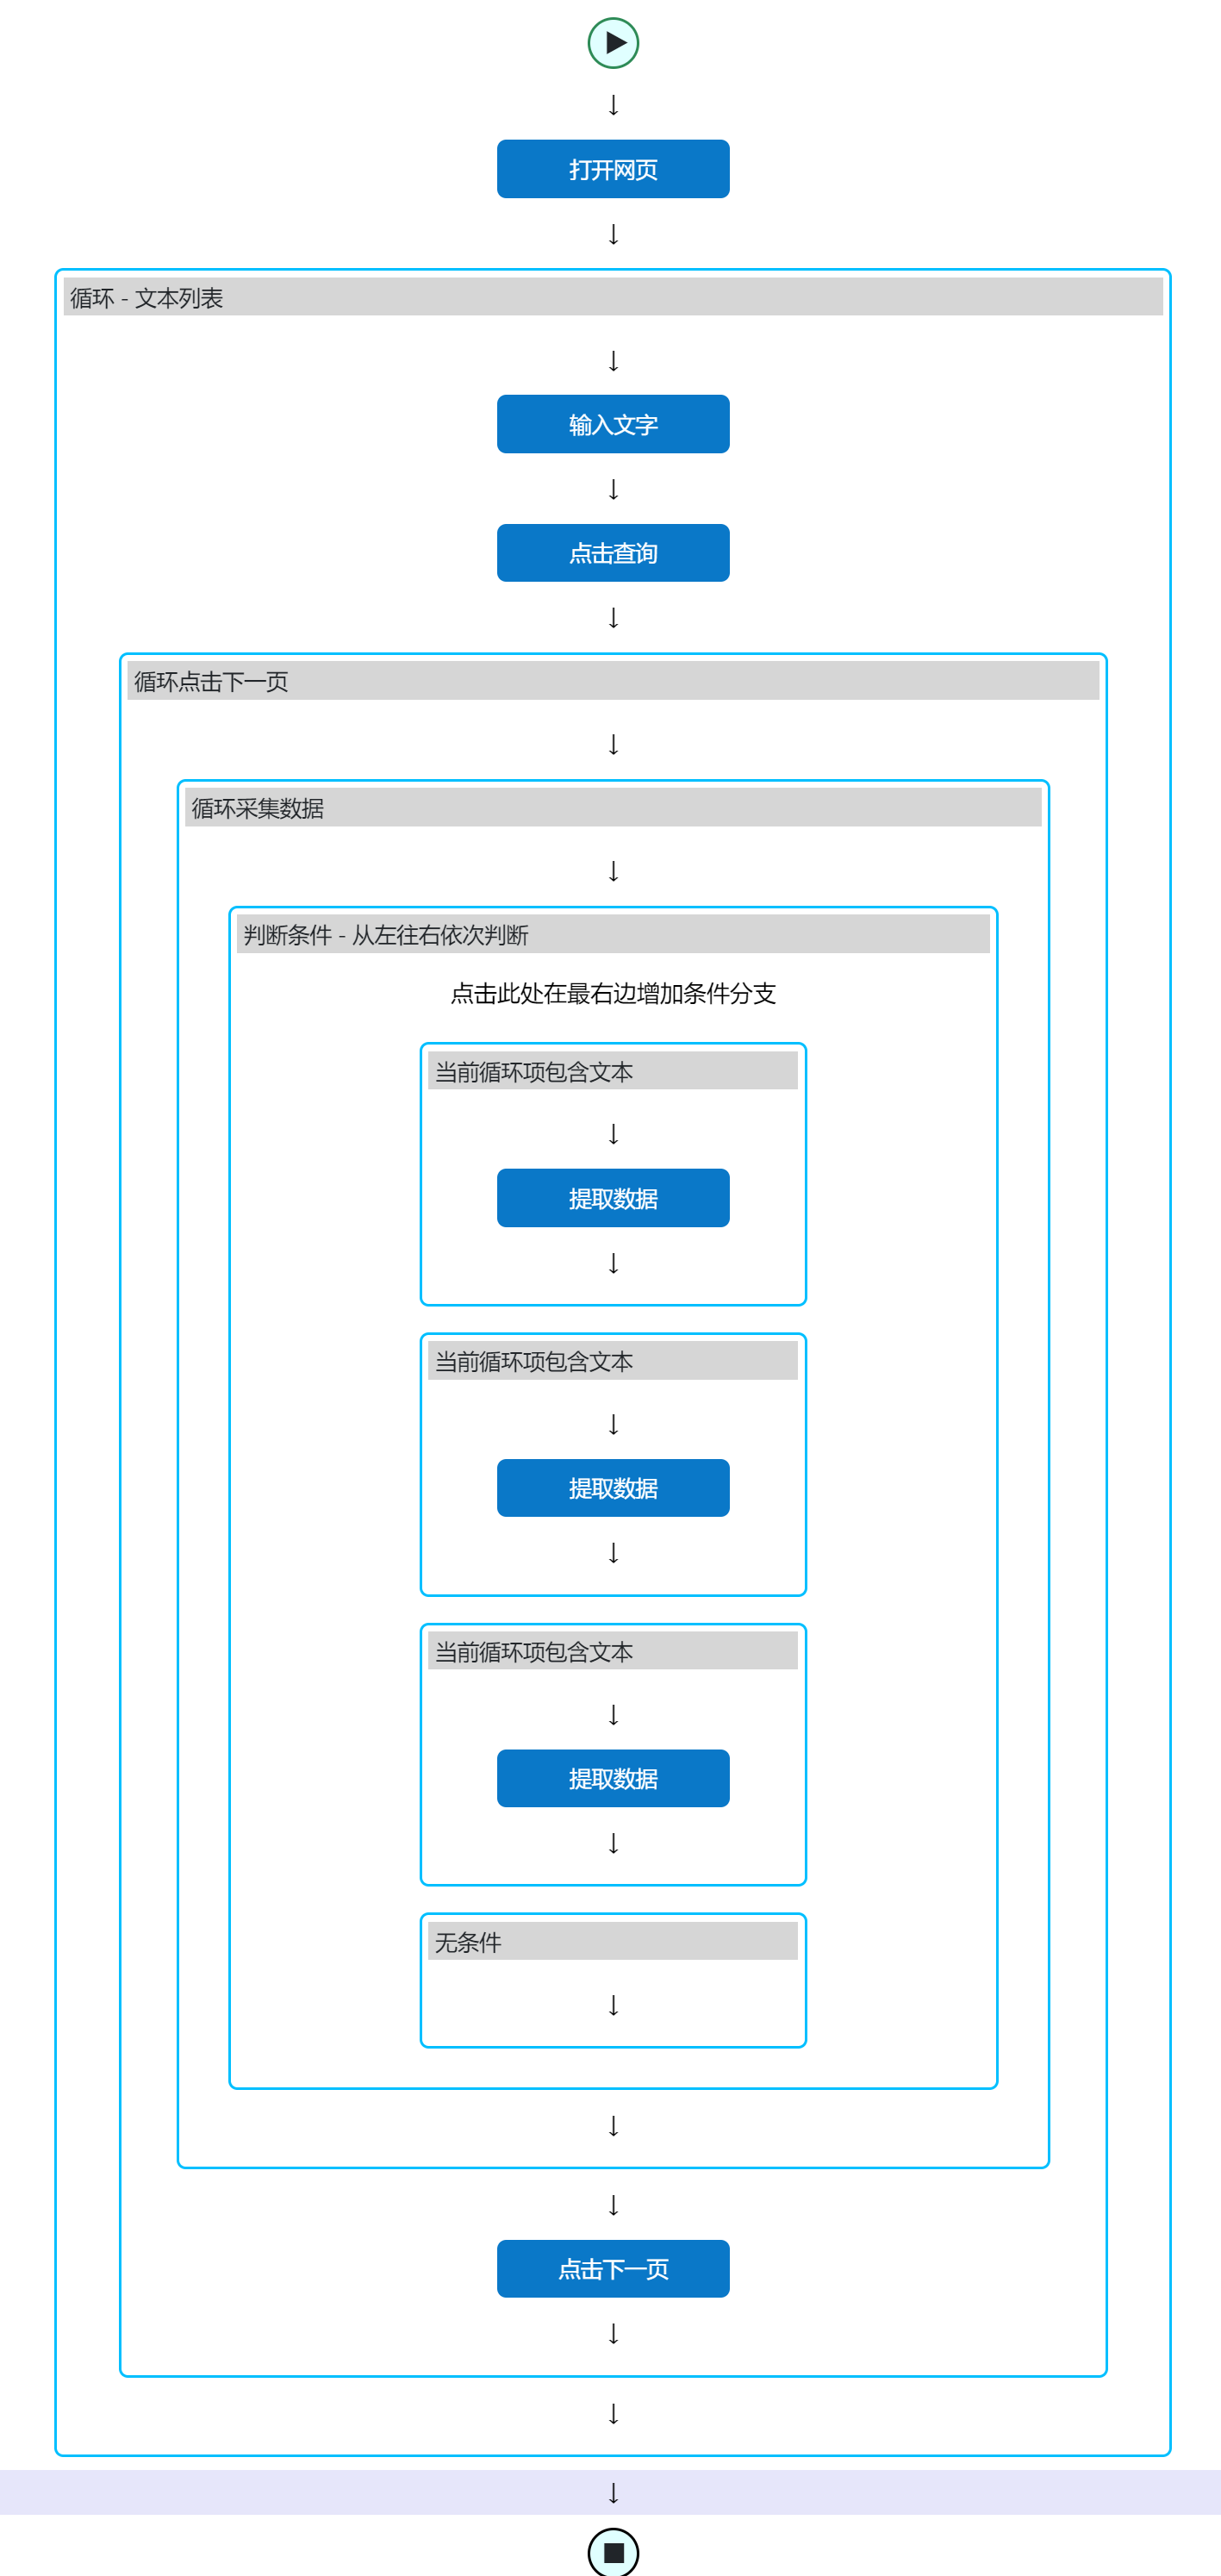 打开网页
循环 - 文本列表
输入文字
点击查询
循环点击下一页
循环采集数据
判断条件 - 从左往右依次判断
点击此处在最右边增加条件分支
当前循环项包含文本
提取数据
当前循环项包含文本
提取数据
当前循环项包含文本
提取数据
无条件
点击下一页